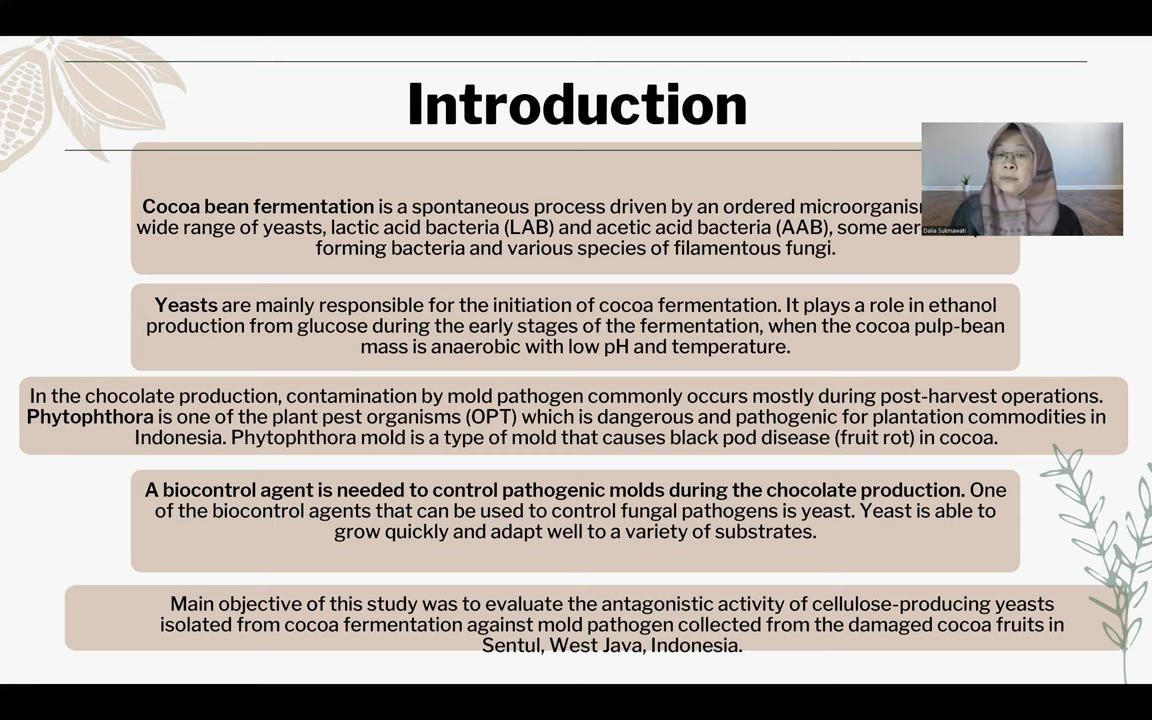 Introduction
Cocoa bean fermentation is a spontaneous process driven by an ordered
wide range of yeasts, lactic acid bacteria (LAB) and acetic acid bacteria (AAB), some
forming bacteria and various species of filamentous fungi.
Dalia Sukmawati
Yeasts are mainly responsible for the initiation of cocoa fermentation. It plays a role in ethanol
production from glucose during the early stages of the fermentation, when the cocoa pulp-bean
mass is anaerobic with low pH and temperature.
In the chocolate production, contamination by mold pathogen commonly occurs mostly during post-harvest operations.
Phytophthora is one of the plant pest organisms (OPT) which is dangerous and pathogenic for plantation commodities in
Indonesia. Phytophthora mold is a type of mold that causes black pod disease (fruit rot) in cocoa.
A biocontrol agent is needed to control pathogenic molds during the chocolate production. One
of the biocontrol agents that can be used to control fungal pathogens is yeast. Yeast is able to
grow quickly and adapt well to a variety of substrates.
Main objective of this study was to evaluate the antagonistic activity of cellulose-producing yeasts
isolated from cocoa fermentation against mold pathogen collected from the damaged cocoa fruits in
Sentul, West Java, Indonesia.